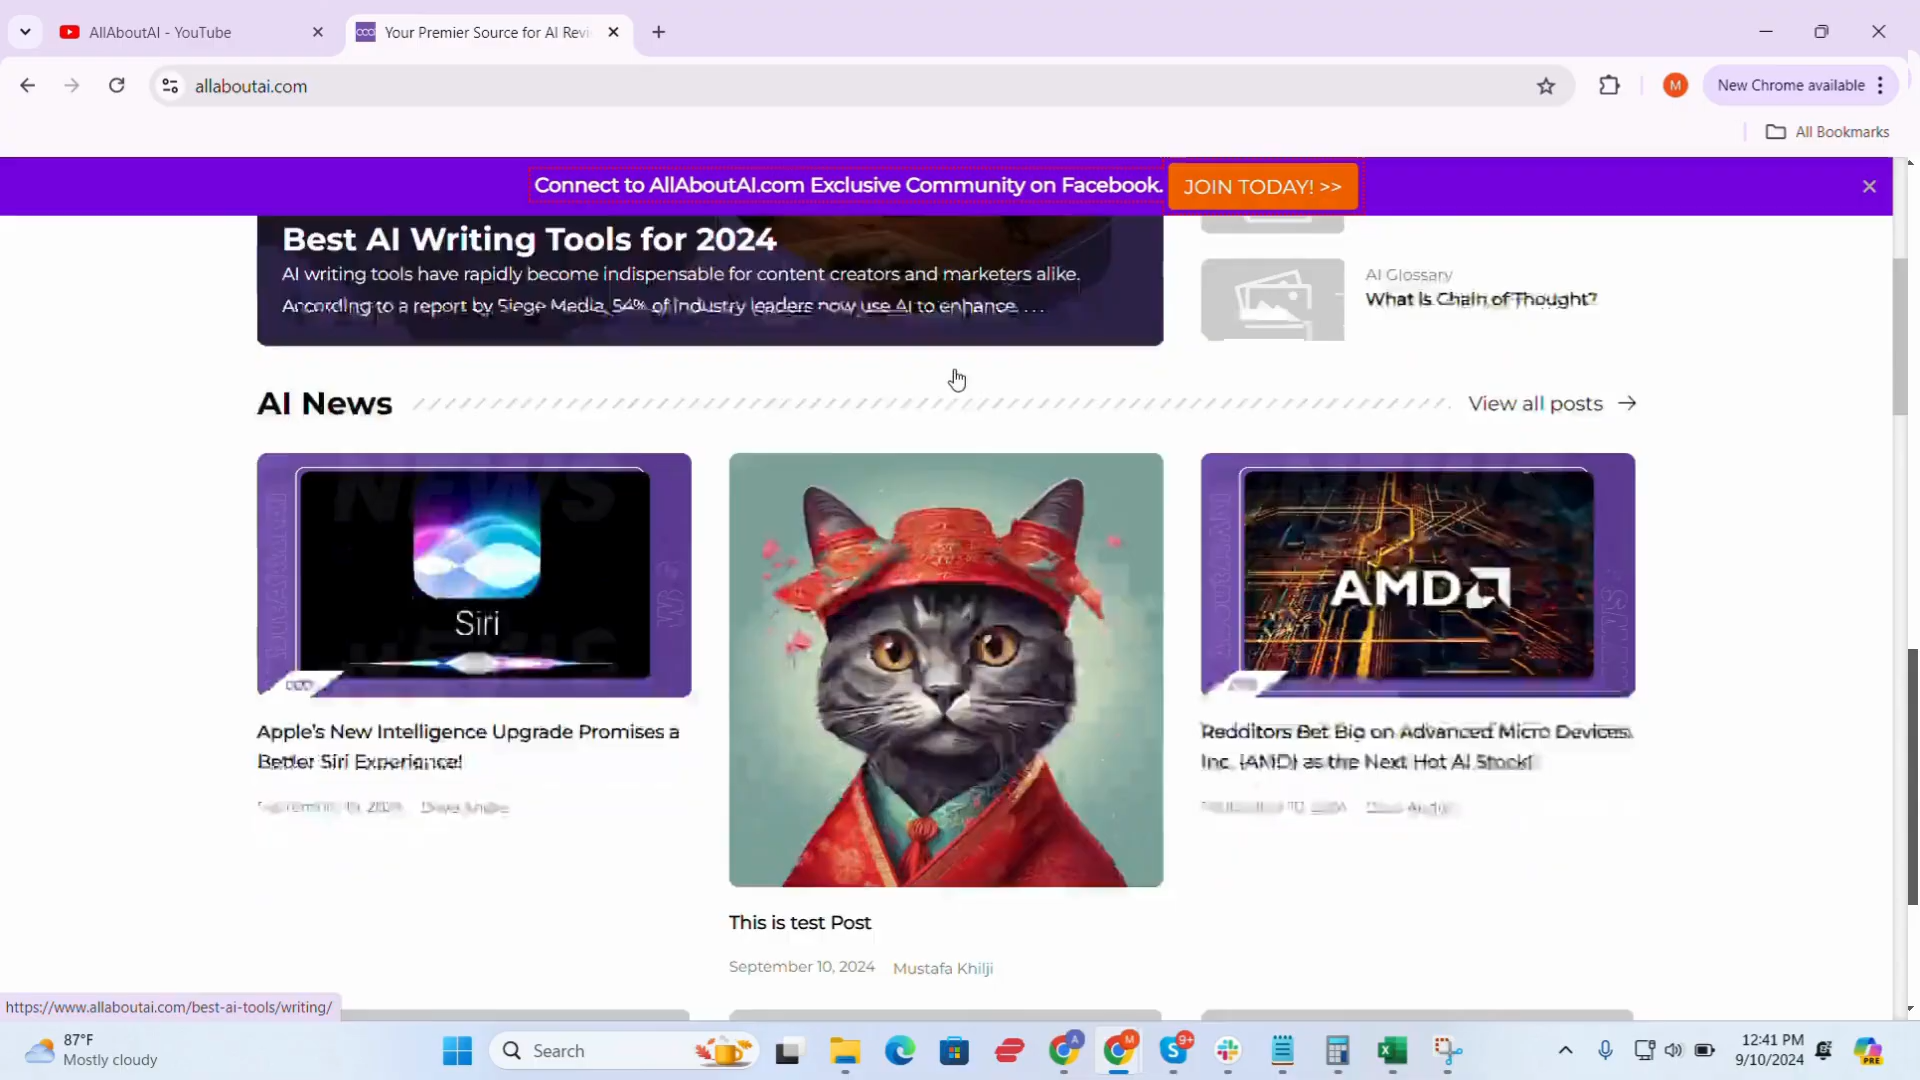 AllAboutAI - YouTube
Your Premier Source for AI Revi
allaboutai.com
M
New Chrome available
All Bookmarks
Connect to AllAboutAI.com Exclusive Community on Facebook.
JOIN TODAY! >>
Best AI Writing Tools for 2024
AI writing tools have rapidly become indispensable for content creators and marketers alike.
According to a report by Siege Media, 54% of industry leaders now use AI to enhance ...
AI Glossary
What is Chain of Thought?
AI News
View all posts
NEWS
Siri
AMD
Apple's New Intelligence Upgrade Promises a
Better Siri Experience!
Redditors Bet Big on Advanced Micro Devices,
Inc. (AMD) as the Next Hot AI Stock!
This is test Post
September 10, 2024 Mustafa Khilji
https://www.allaboutai.com/best-ai-tools/writing/
87°F
Mostly cloudy
Search
A
M
9+
12:41 PM
9/10/2024
PRE